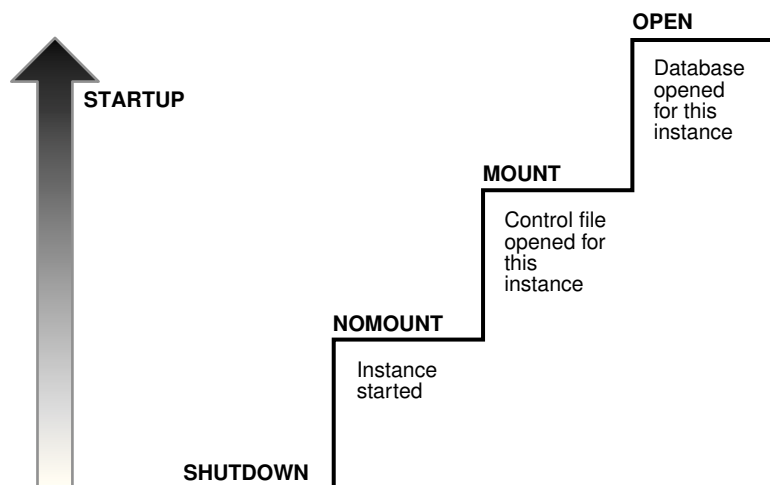 OPEN
Database
opened
for this
instance
STARTUP
MOUNT
Control file
opened for
this
instance
NOMOUNT
Instance
started
SHUTDOWN